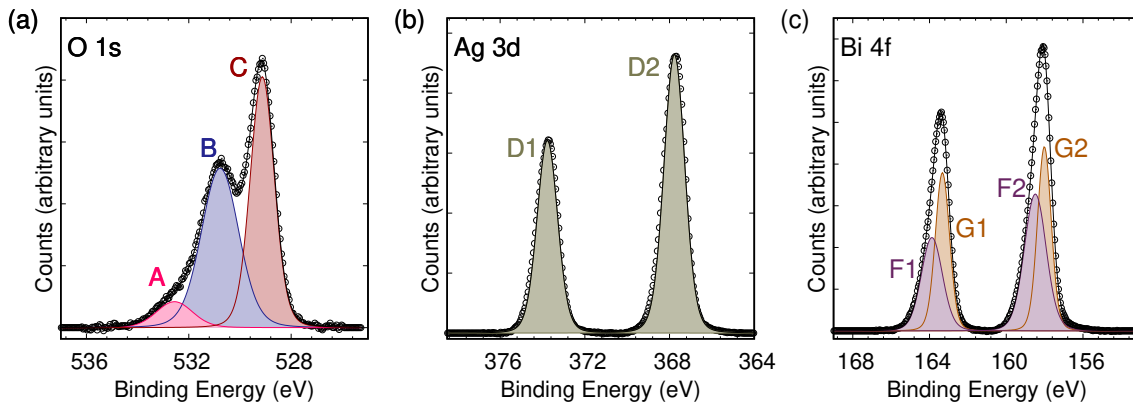 (a)
O 1s
A
B
C
Counts (arbitrary units)
536 532 528
Binding Energy (eV)
(b)
Ag 3d
D1
D2
Counts (arbitrary units)
376 372 368 364
Binding Energy (eV)
(c)
Bi 4f
F1
G1
F2
G2
Counts (arbitrary units)
168 164 160 156
Binding Energy (eV)